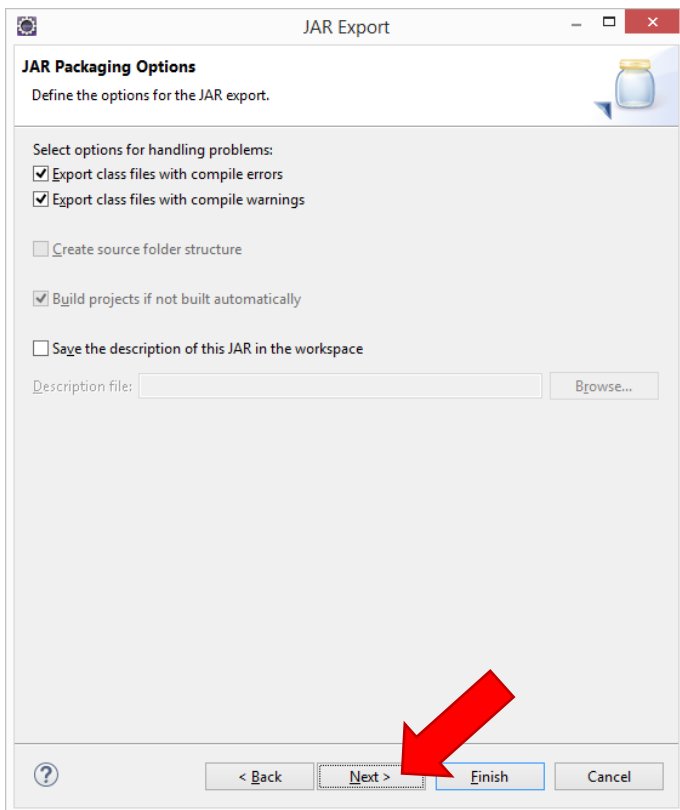 JAR Export
JAR Packaging Options
Define the options for the JAR export.
Select options for handling problems:
Export class files with compile errors
Export class files with compile warnings
Create source folder structure
Build projects if not built automatically
Save the description of this JAR in the workspace
Description file: Browse...
< Back Next > Finish Cancel